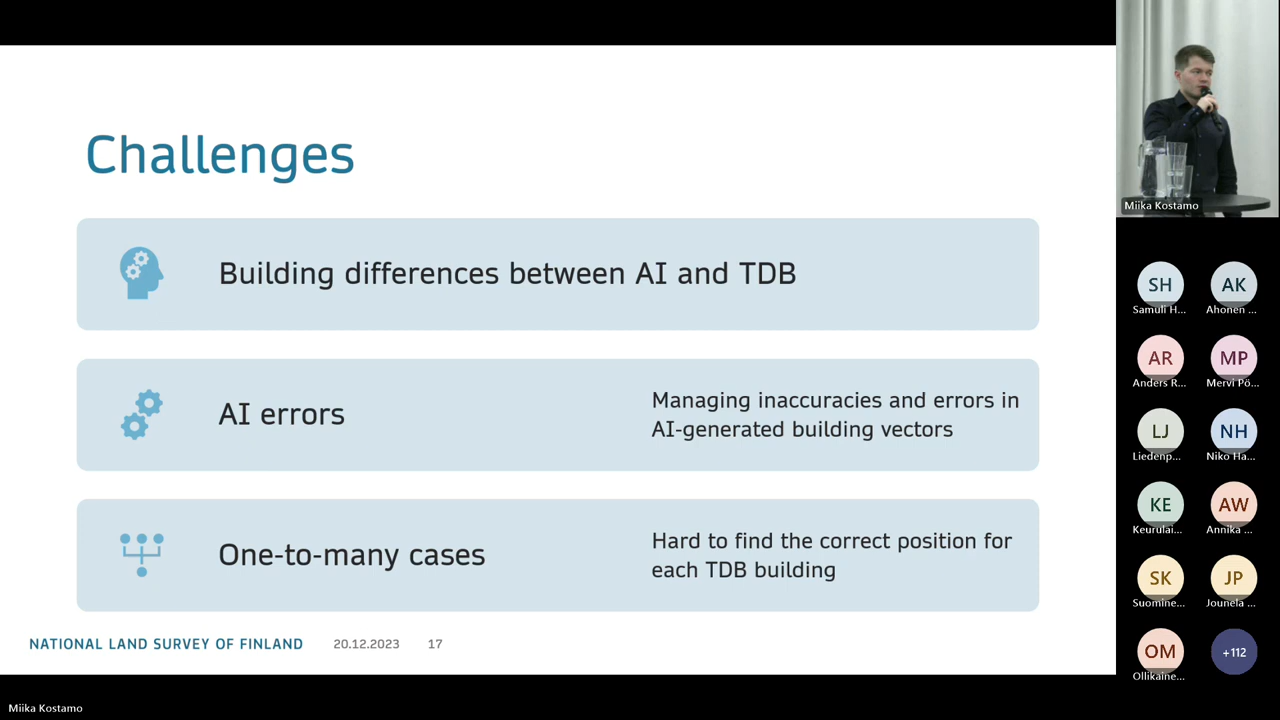 Challenges
Building differences between AI and TDB
AI errors
Managing inaccuracies and errors in
AI-generated building vectors
One-to-many cases
Hard to find the correct position for
each TDB building
NATIONAL LAND SURVEY OF FINLAND 20.12.2023 17
Miika Kostamo
Miika Kostamo
SH AK
Samuli H... Ahonen ...
AR MP
Anders R... Mervi Pö...
LJ NH
Liedenp... Niko Ha...
KE AW
Keurulai... Annika ...
SK JP
Suomine... Jounela ...
OM +112
Ollikaine...